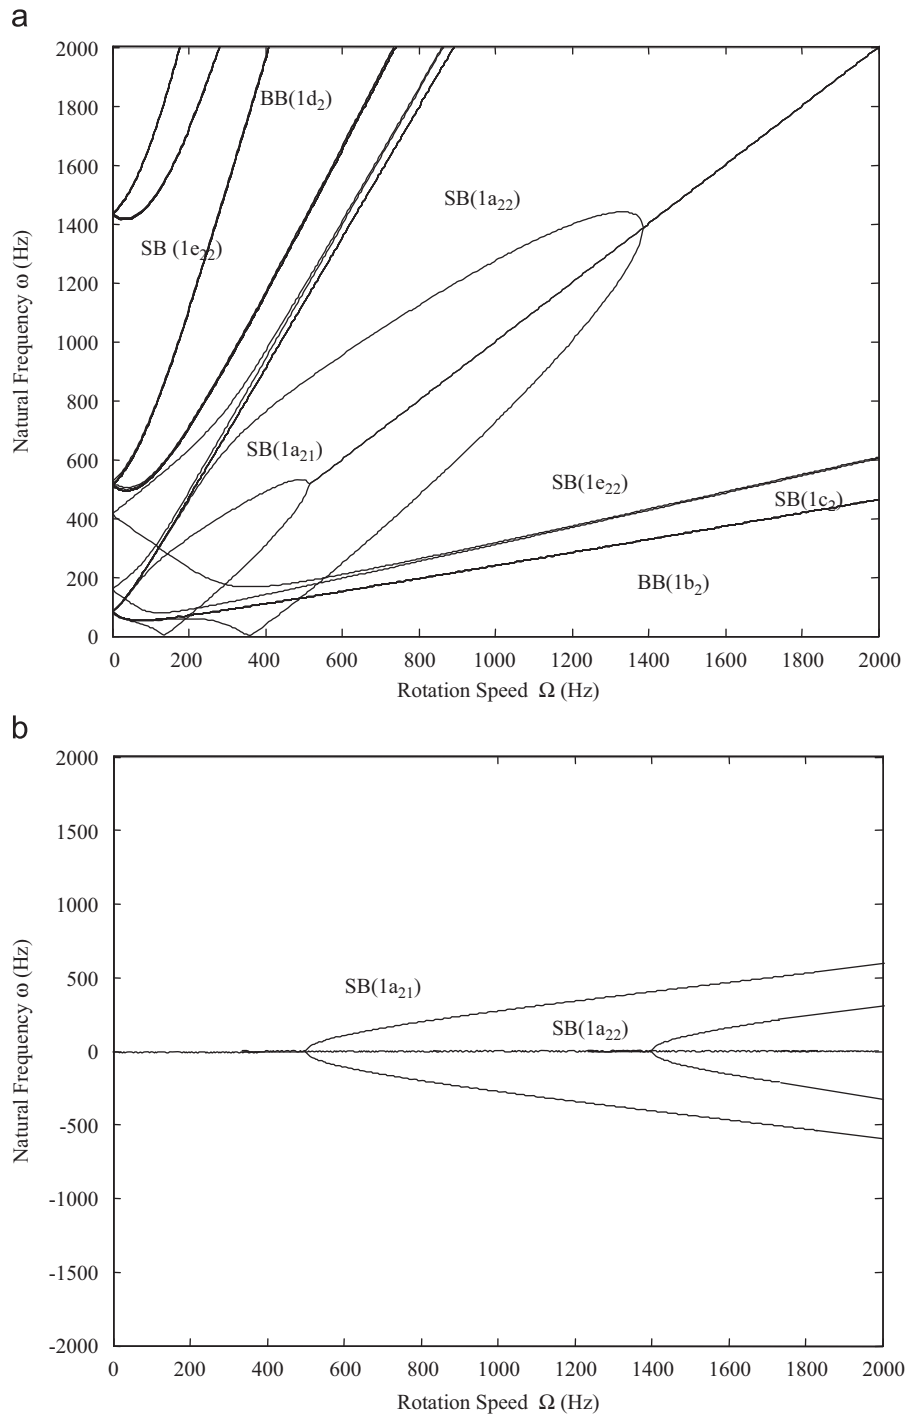 a
2000
1800
1600
1400
1200
1000
800
600
400
200
0
Natural Frequency ω (Hz)
BB(1d2)
SB (1e22)
SB(1a22)
SB(1a21)
SB(1e22)
SB(1c2)
BB(1b2)
0 200 400 600 800 1000 1200 1400 1600 1800 2000
Rotation Speed Ω (Hz)
b
2000
1500
1000
500
0
-500
-1000
-1500
-2000
Natural Frequency ω (Hz)
SB(1a21)
SB(1a22)
0 200 400 600 800 1000 1200 1400 1600 1800 2000
Rotation Speed Ω (Hz)